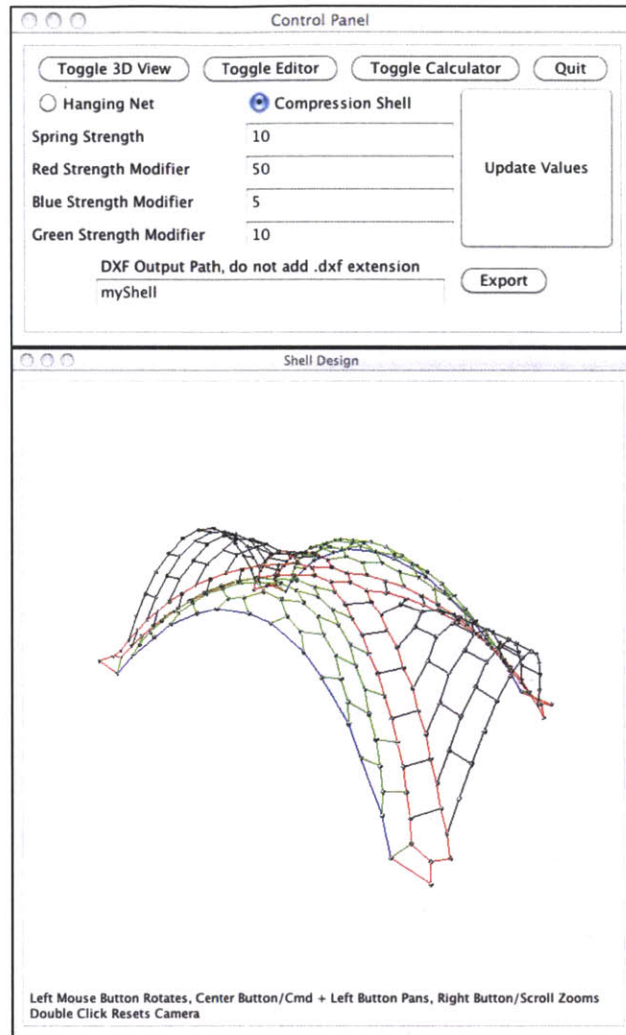 Control Panel
Toggle 3D View Toggle Editor Toggle Calculator Quit
Hanging Net Compression Shell
Spring Strength 10
Red Strength Modifier 50
Update Values
Blue Strength Modifier 5
Green Strength Modifier 10
DXF Output Path, do not add .dxf extension
myShell
Export
Shell Design
Left Mouse Button Rotates, Center Button/Cmd + Left Button Pans, Right Button/Scroll Zooms
Double Click Resets Camera